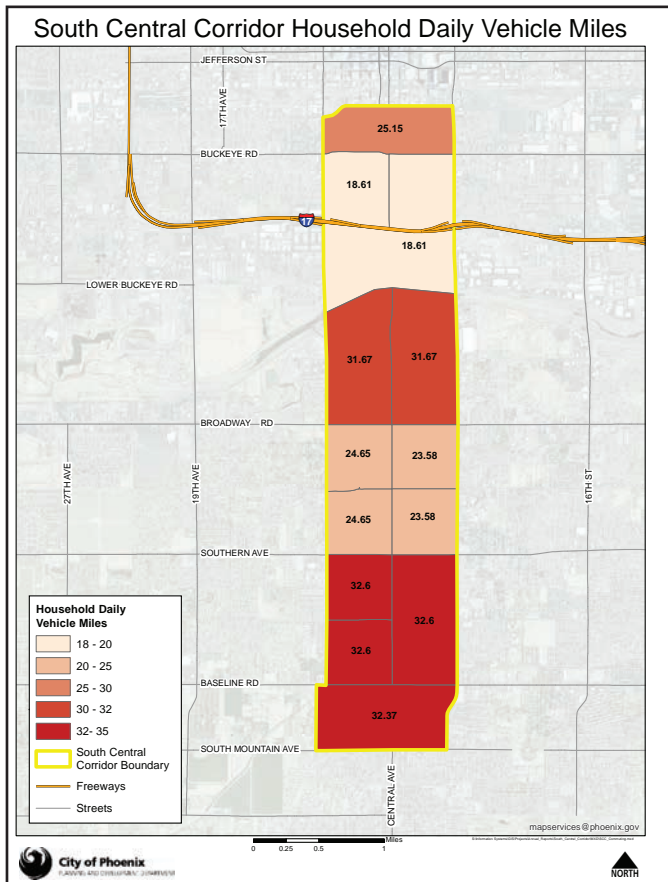 South Central Corridor Household Daily Vehicle Miles
JEFFERSON ST
17TH AVE
25.15
BUCKEYE RD
18.61
17
18.61
LOWER BUCKEYE RD
31.67
31.67
BROADWAY RD
24.65
23.58
27TH AVE
19TH AVE
16TH ST
24.65
23.58
SOUTHERN AVE
32.6
32.6
32.6
BASELINE RD
32.37
SOUTH MOUNTAIN AVE
CENTRAL AVE
Household Daily
Vehicle Miles
18 - 20
20 - 25
25 - 30
30 - 32
32- 35
South Central
Corridor Boundary
Freeways
Streets
mapservices@phoenix.gov
Miles
0 0.25 0.5 1
City of Phoenix
PLANNING AND DEVELOPMENT DEPARTMENT
NORTH